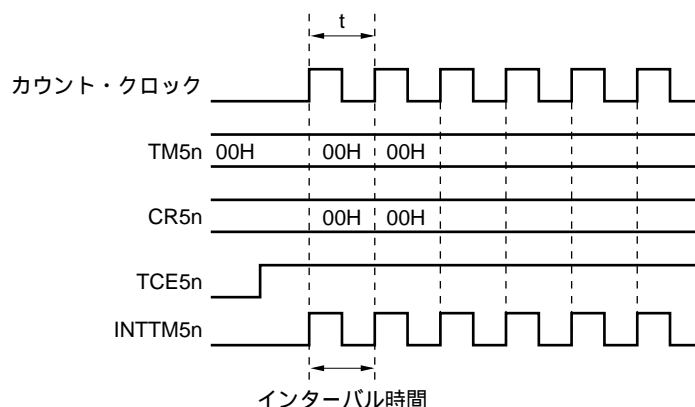 t
カウント・クロック
TM5n 00H 00H 00H
CR5n 00H 00H
TCE5n
INTTM5n
インターバル時間